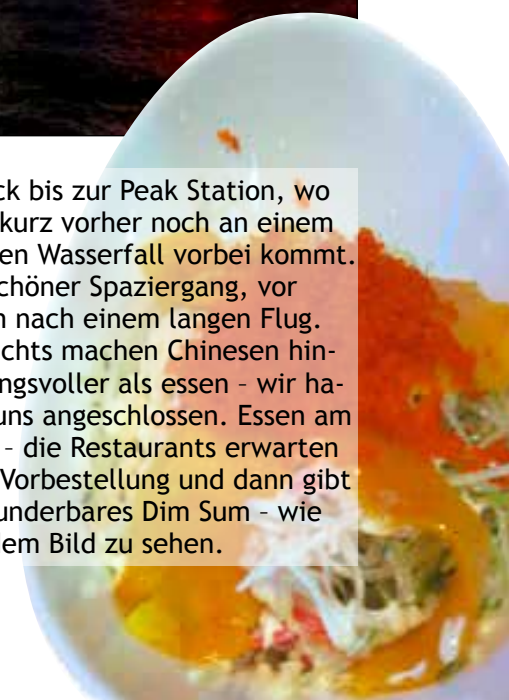 ck bis zur Peak Station, wo
kurz vorher noch an einem
en Wasserfall vorbei kommt.
chöner Spaziergang, vor
n nach einem langen Flug.
ichts machen Chinesen hin-
ngsvoller als essen – wir ha-
uns angeschlossen. Essen am
– die Restaurants erwarten
Vorbestellung und dann gibt
underbares Dim Sum – wie
dem Bild zu sehen.